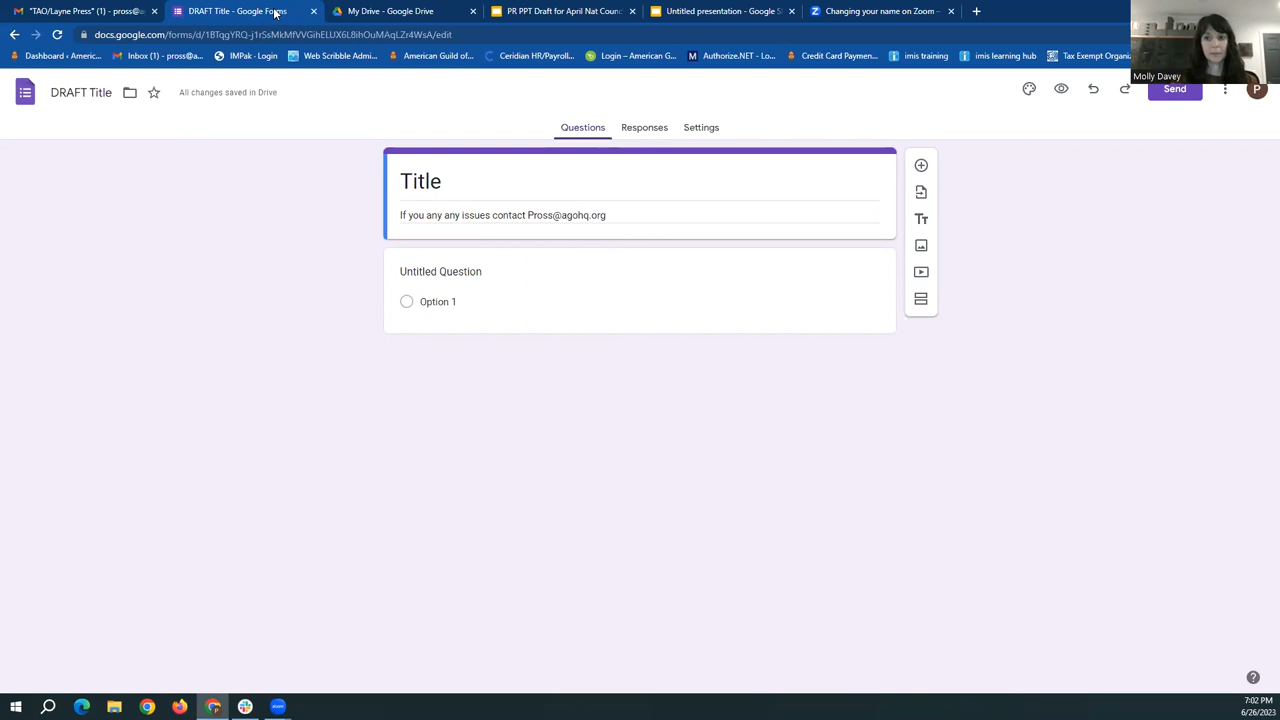 "TAO/Layne Press" (1) - pross@a...
DRAFT Title - Google Forms
My Drive - Google Drive
PR PPT Draft for April Nat Counc
Untitled presentation - Google Sl
Changing your name on Zoom –
docs.google.com/forms/d/1BTqgYRQ-j1rSsMkMfVVGihELUX6L8ihOuMAqLZr4WsA/edit
Dashboard ‹ Americ...
Inbox (1) - pross@a...
IMPak - Login
Web Scribble Admi...
American Guild of...
Ceridian HR/Payroll...
Login – American G...
Authorize.NET - Lo...
Credit Card Payment...
imis training
imis learning hub
Tax Exempt Organiz
Molly Davey
DRAFT Title
All changes saved in Drive
Send
P
Questions
Responses
Settings
Title
If you any any issues contact Pross@agohq.org
Untitled Question
Option 1
7:02 PM
6/26/2023